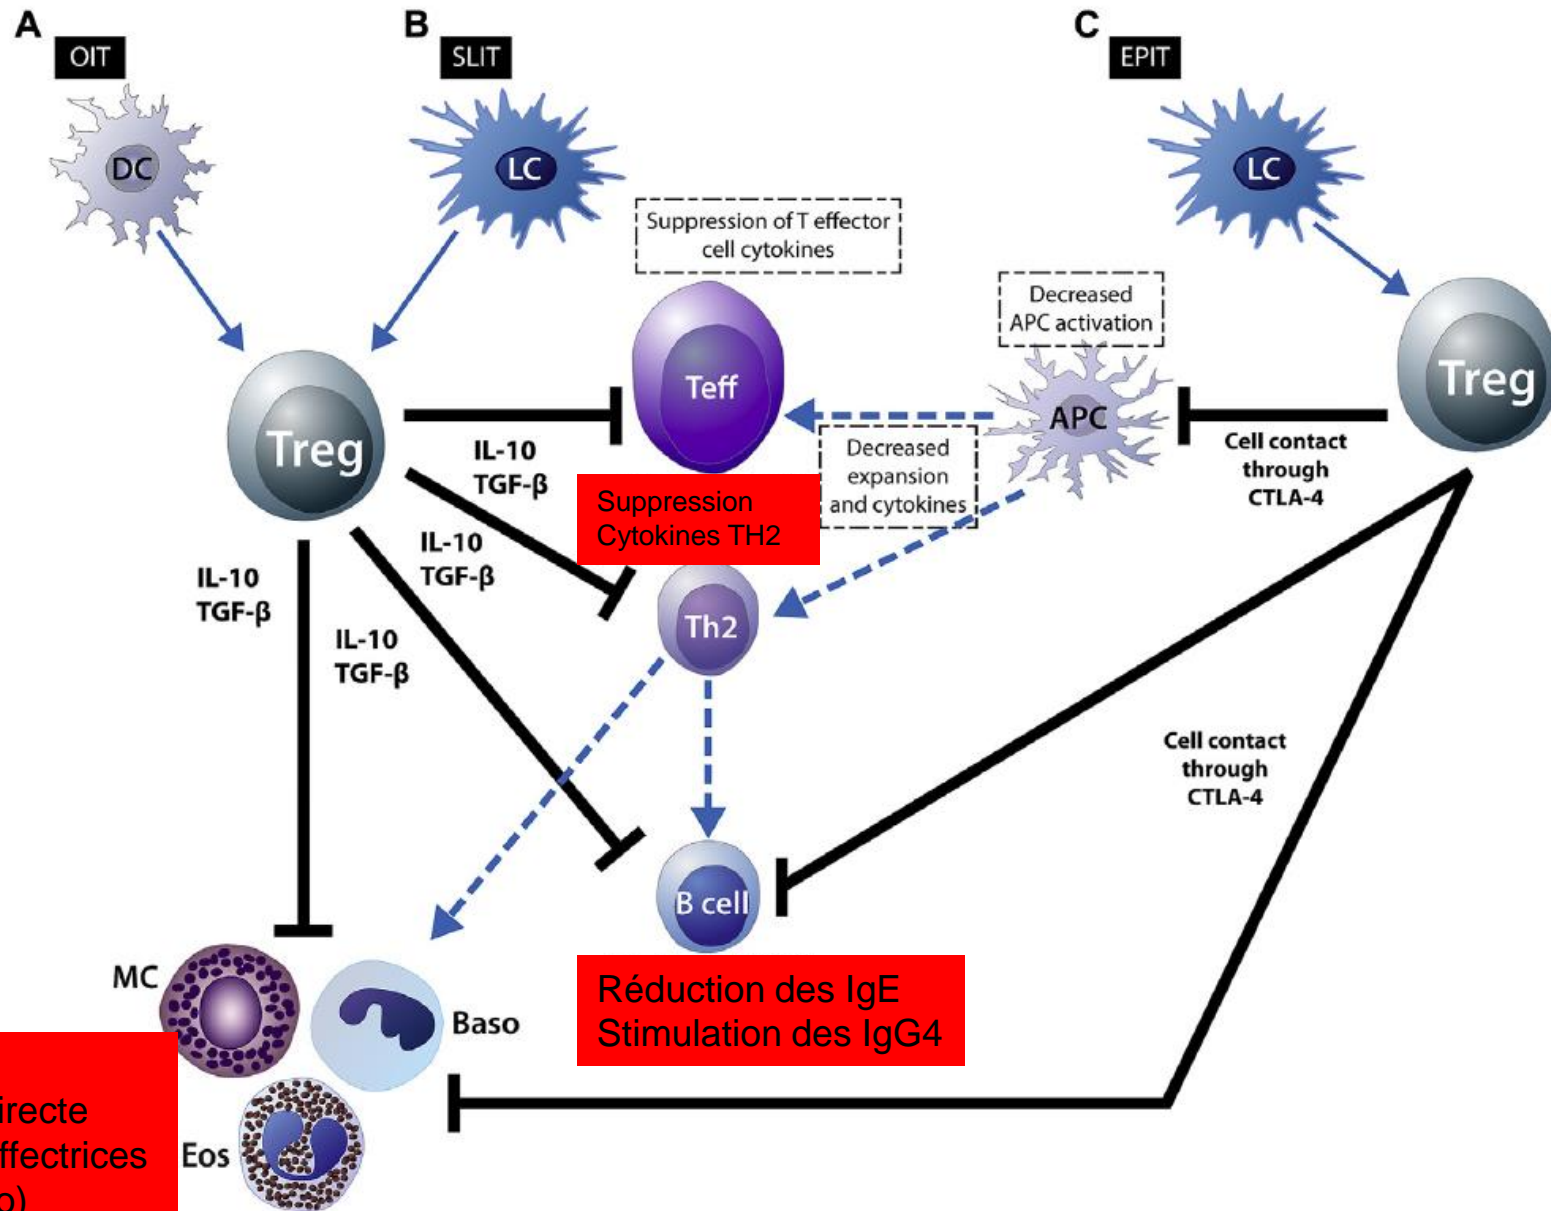 A
OIT
B
SLIT
C
EPIT
DC
LC
LC
Suppression of T effector
cell cytokines
Decreased
APC activation
Treg
Teff
APC
Treg
IL-10
TGF-β
Decreased
expansion
and cytokines
Cell contact
through
CTLA-4
Suppression
Cytokines TH2
IL-10
TGF-β
IL-10
TGF-β
IL-10
TGF-β
Th2
Cell contact
through
CTLA-4
B cell
MC
Baso
Réduction des IgE
Stimulation des IgG4
Eos
irecte
ffectrices
o)